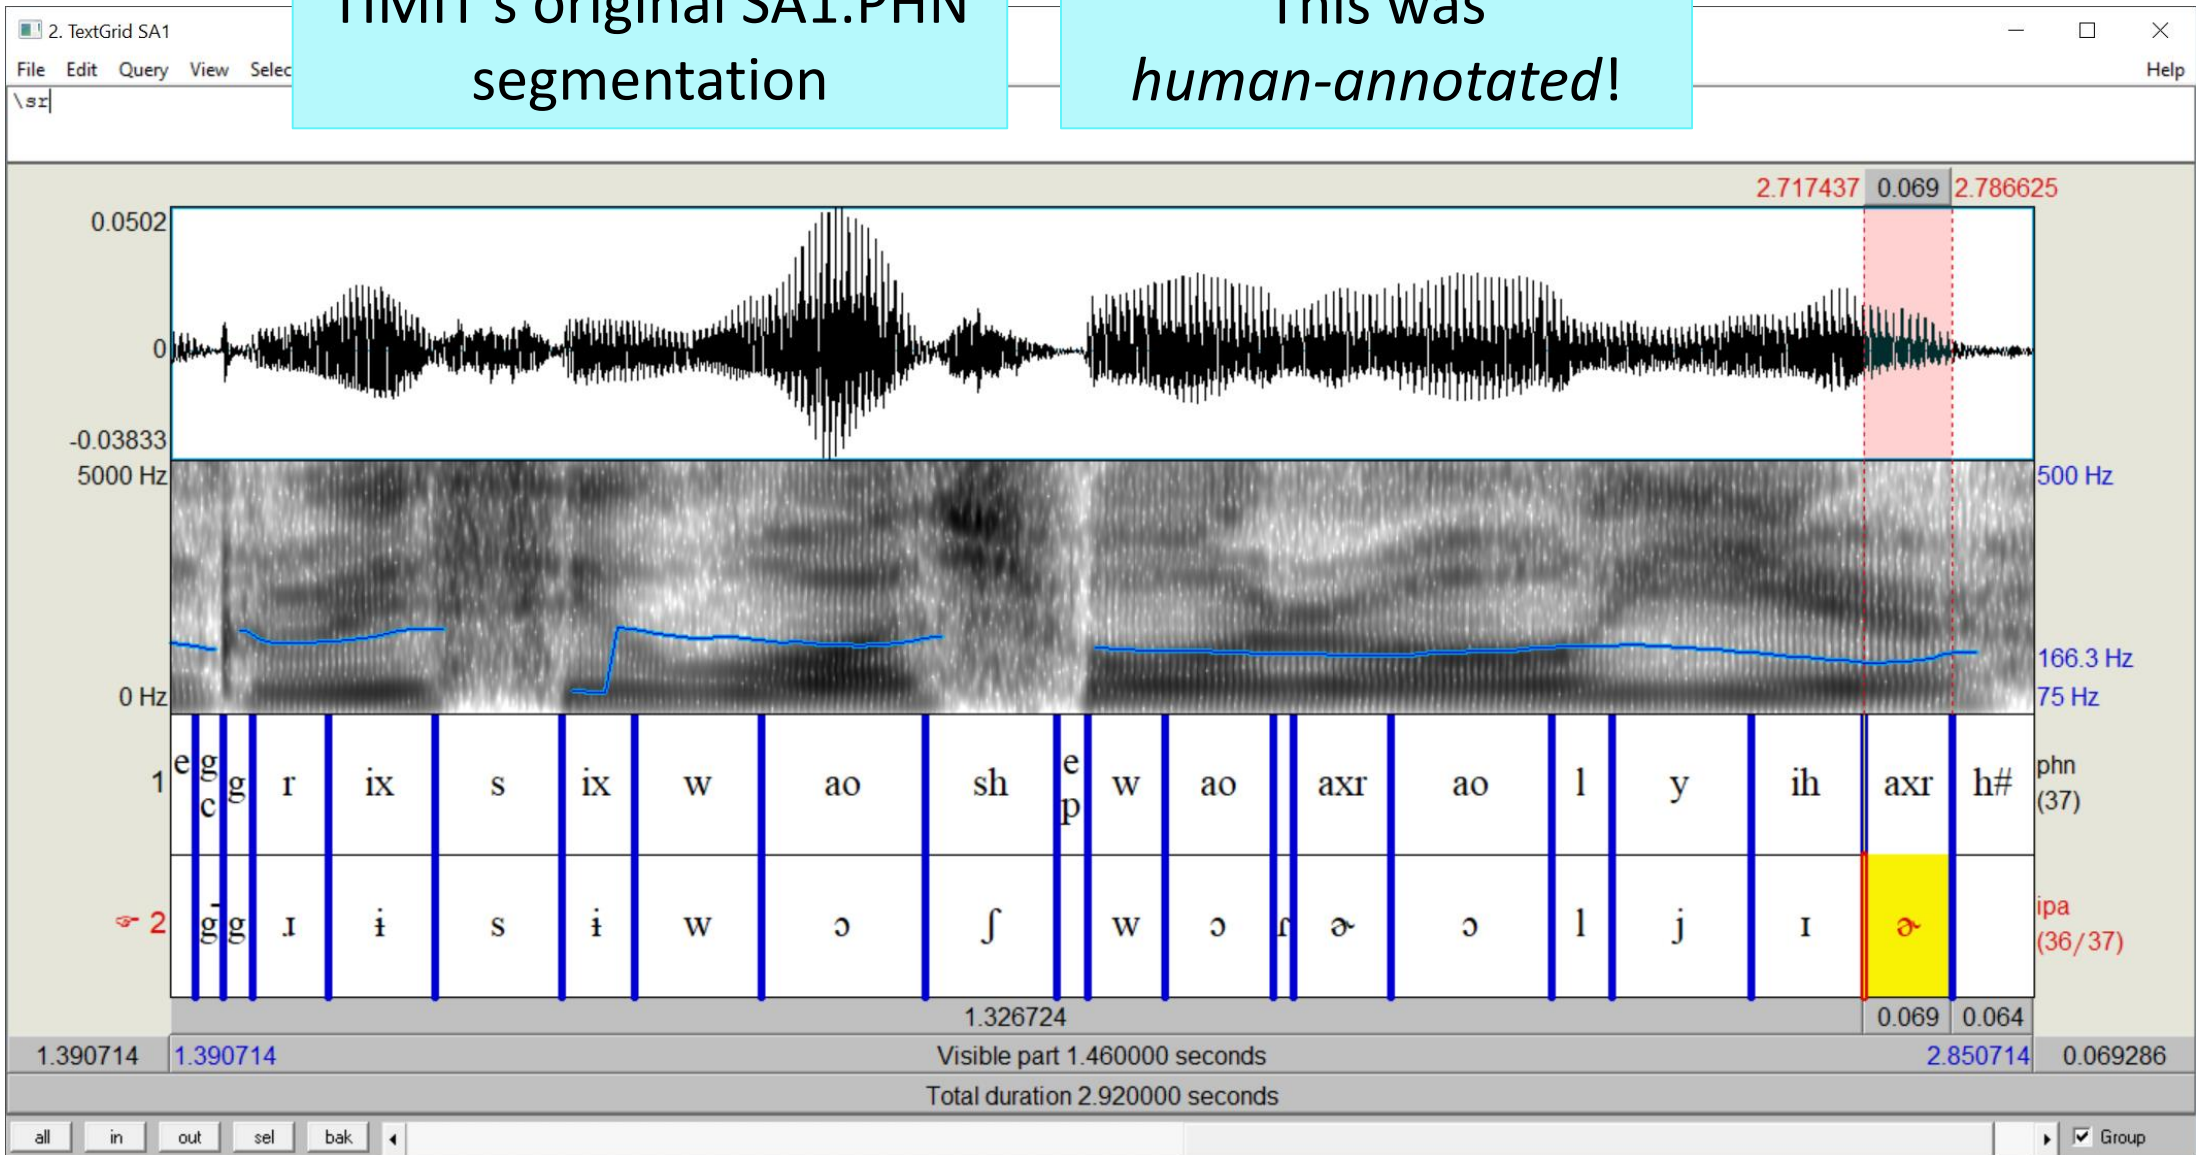 TIMIT's original SA1.PHN
segmentation
This was
human-annotated!
2. TextGrid SA1
File Edit Query View Selec
Help
\sr
2.717437 0.069 2.786625
0.0502
0
-0.03833
5000 Hz
500 Hz
166.3 Hz
0 Hz
75 Hz
1 e gc g r ix s ix w ao sh ep w ao axr ao l y ih axr h# phn
(37)
☞ 2 g̚ g ɹ ɨ s ɨ w ɔ ʃ w ɔ ɾ ɚ ɔ l j ɪ ɚ ipa
(36/37)
1.326724 0.069 0.064
1.390714 1.390714 Visible part 1.460000 seconds 2.850714 0.069286
Total duration 2.920000 seconds
all in out sel bak Group